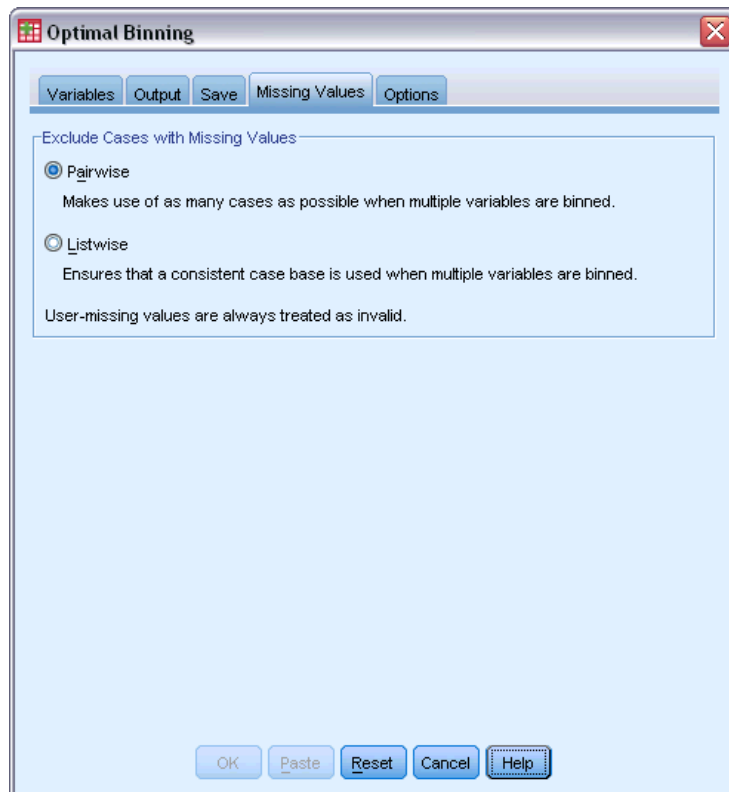 Optimal Binning
Variables Output Save Missing Values Options
Exclude Cases with Missing Values
Pairwise
Makes use of as many cases as possible when multiple variables are binned.
Listwise
Ensures that a consistent case base is used when multiple variables are binned.
User-missing values are always treated as invalid.
OK Paste Reset Cancel Help